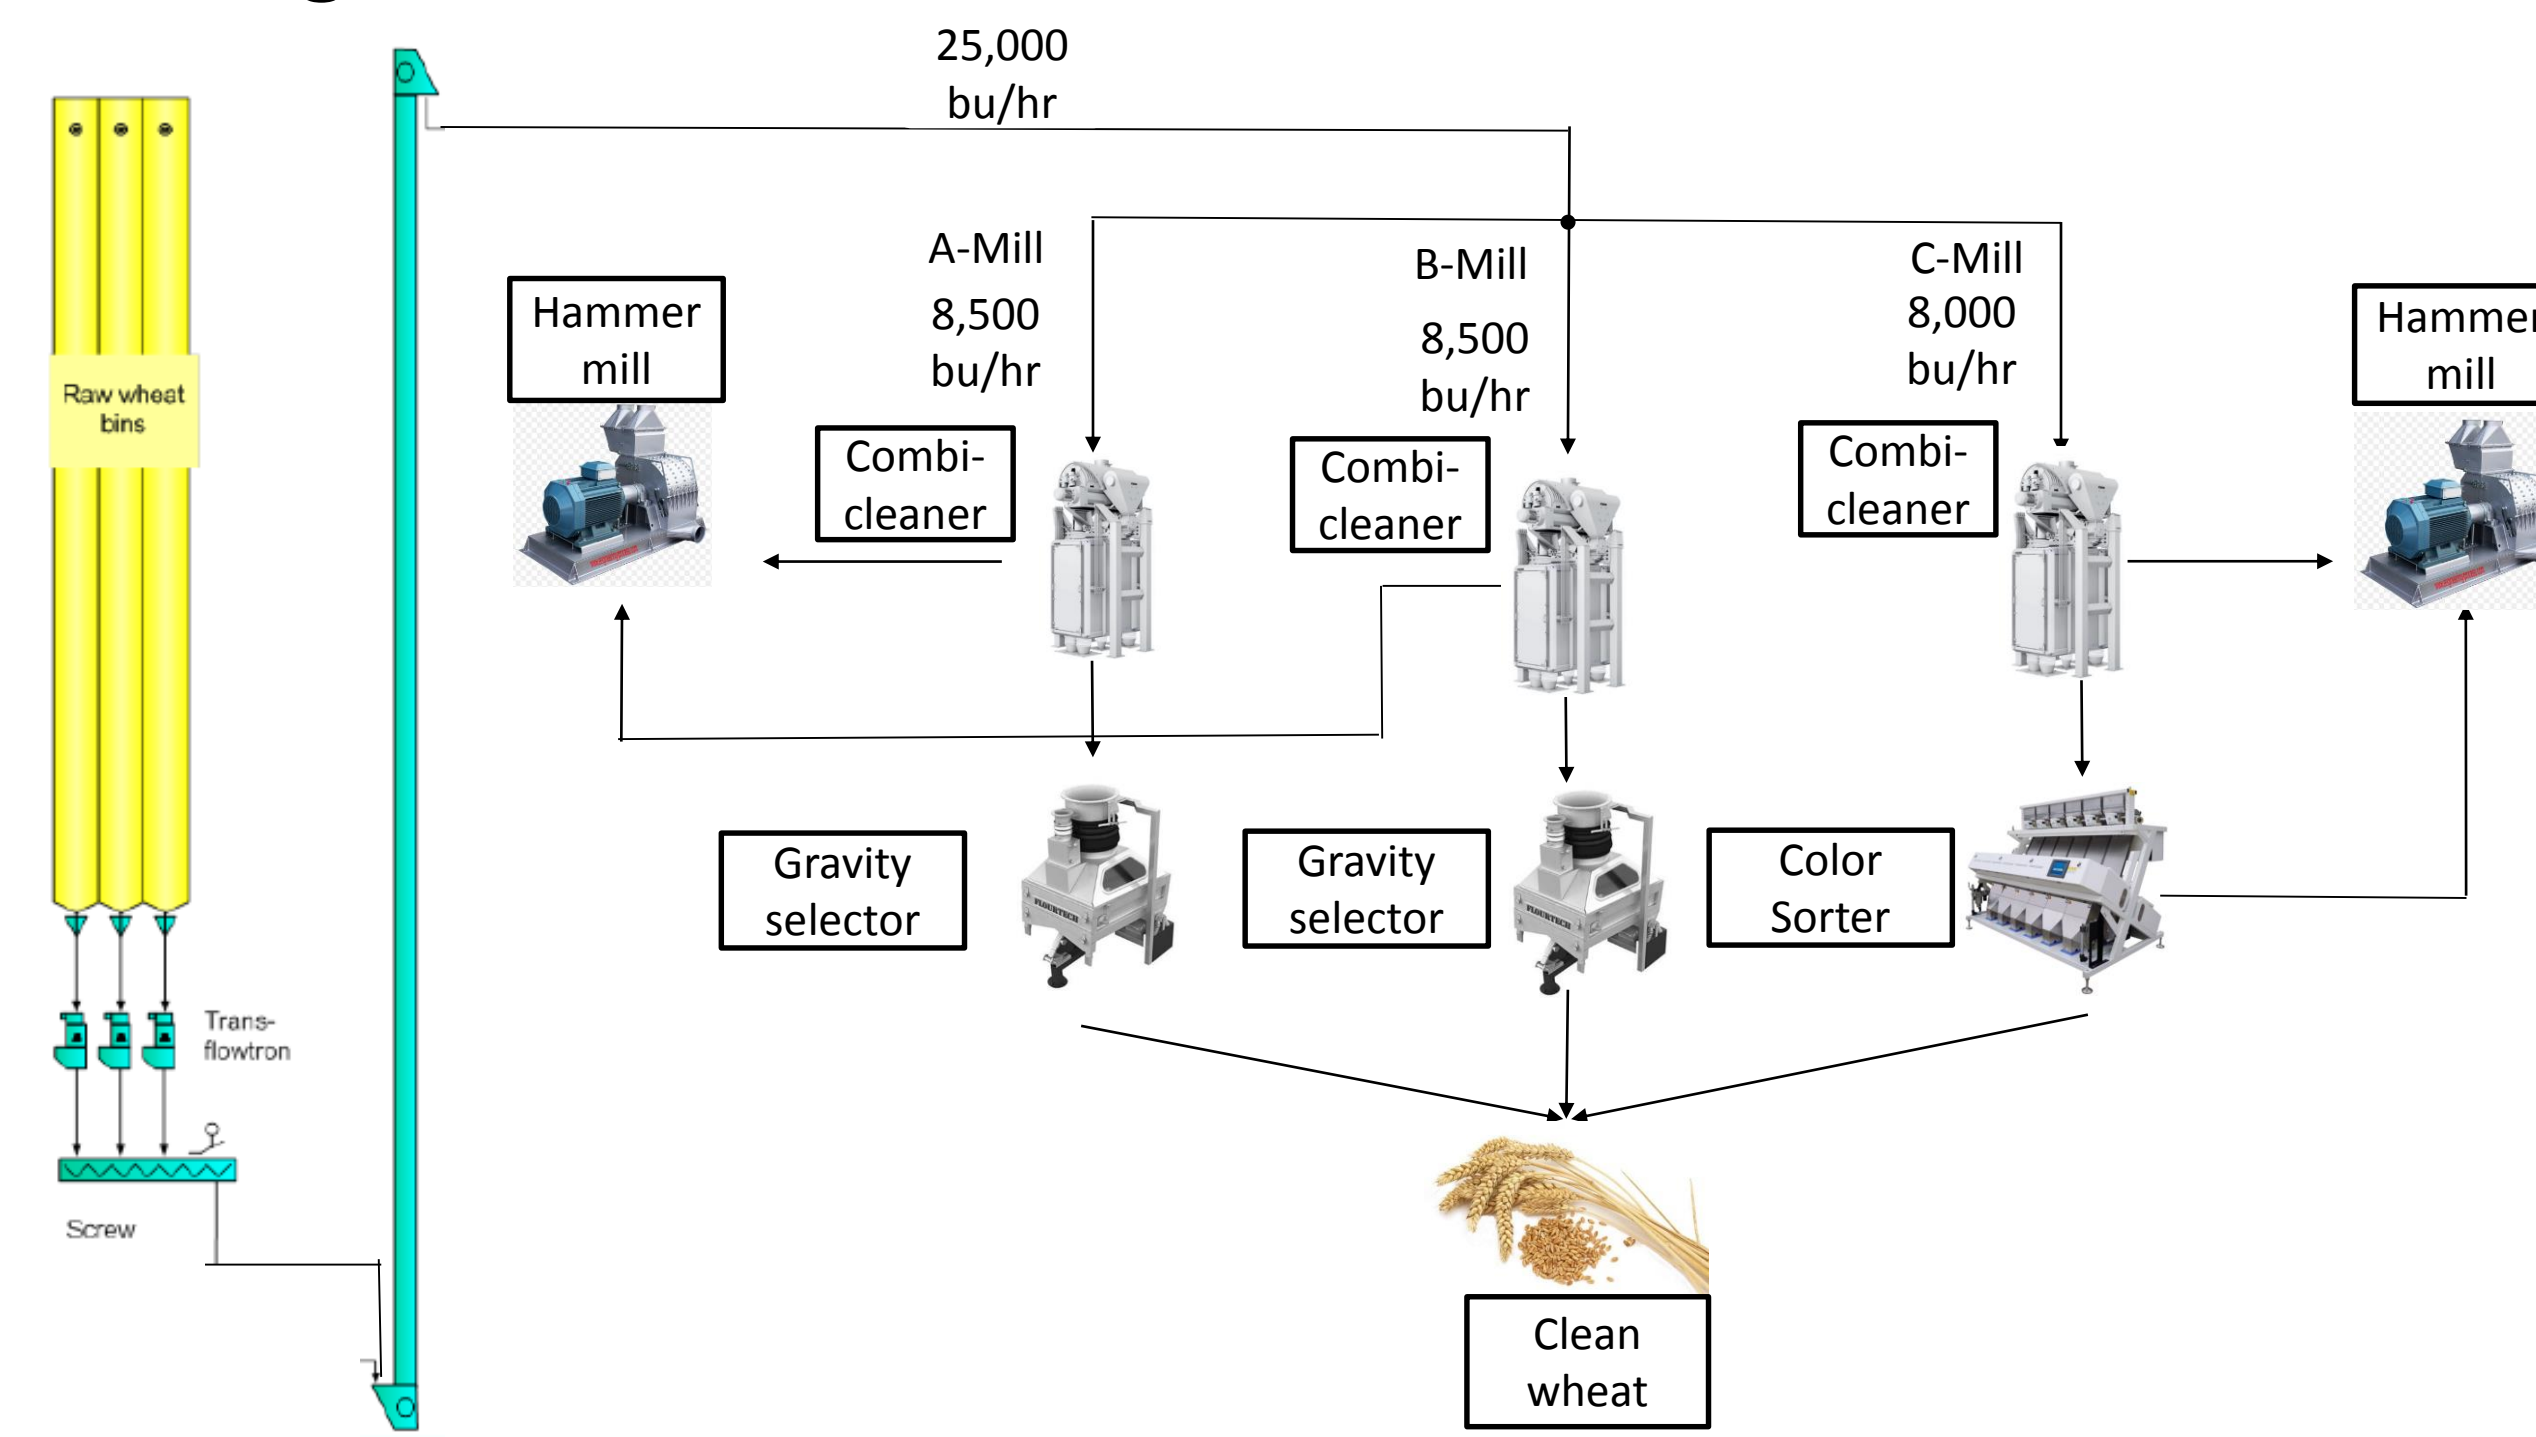 25,000
bu/hr
A-Mill
8,500
bu/hr
B-Mill
8,500
bu/hr
C-Mill
8,000
bu/hr
Hammer
mill
Hammer
mill
Raw wheat
bins
Combi-
cleaner
Combi-
cleaner
Combi-
cleaner
Gravity
selector
Gravity
selector
Color
Sorter
FLOURTECH
FLOURTECH
Trans-
flowtron
Screw
Clean
wheat